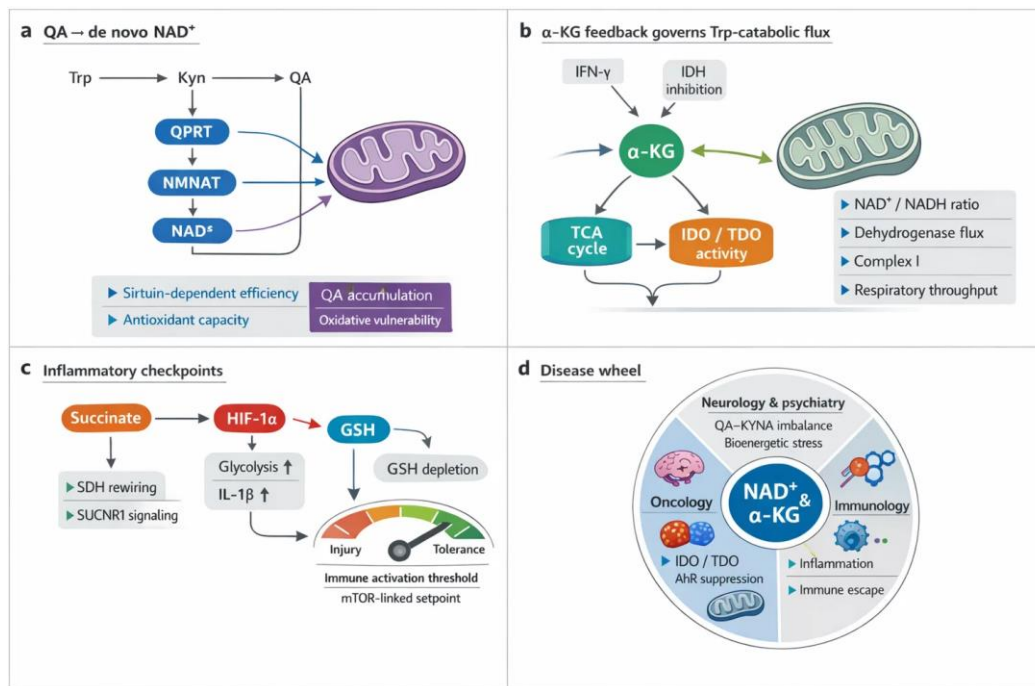 a QA → de novo NAD⁺
Trp
Kyn
QA
QPRT
NMNAT
NADˢ
▶ Sirtuin-dependent efficiency
▶ Antioxidant capacity
QA accumulation
Oxidative vulnerability
b α-KG feedback governs Trp-catabolic flux
IFN-γ
IDH
inhibition
α-KG
TCA
cycle
IDO / TDO
activity
▶ NAD⁺ / NADH ratio
▶ Dehydrogenase flux
▶ Complex I
▶ Respiratory throughput
c Inflammatory checkpoints
Succinate
HIF-1α
GSH
▶ SDH rewiring
▶ SUCNR1 signaling
Glycolysis ↑
IL-1β ↑
GSH depletion
Injury
Tolerance
Immune activation threshold
mTOR-linked setpoint
d Disease wheel
Neurology & psychiatry
QA–KYNA imbalance
Bioenergetic stress
Oncology
NAD⁺
&
α-KG
Immunology
▶ IDO / TDO
AhR suppression
▶ Inflammation
▶ Immune escape